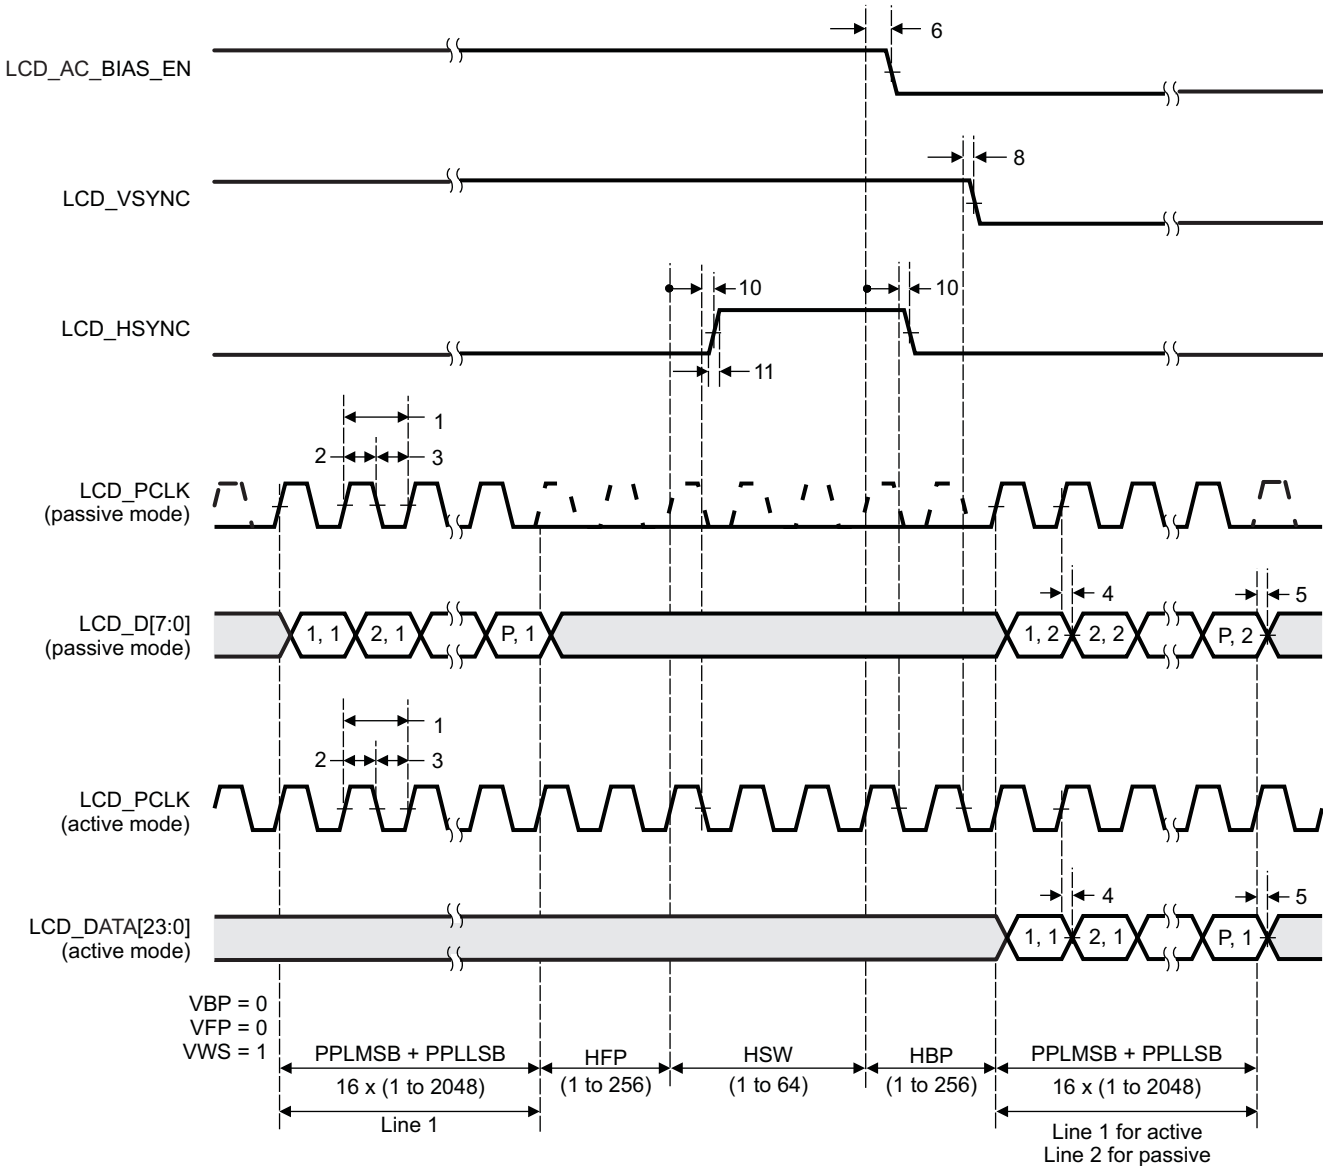 6
LCD_AC_BIAS_EN
8
LCD_VSYNC
10 10
LCD_HSYNC
11
1
2 3
LCD_PCLK
(passive mode)
4 5
LCD_D[7:0]
(passive mode)
1, 1 2, 1 P, 1 1, 2 2, 2 P, 2
1
2 3
LCD_PCLK
(active mode)
4 5
LCD_DATA[23:0]
(active mode)
1, 1 2, 1 P, 1
VBP = 0
VFP = 0
VWS = 1
PPLMSB + PPLLSB
16 x (1 to 2048)
Line 1
HFP
(1 to 256)
HSW
(1 to 64)
HBP
(1 to 256)
PPLMSB + PPLLSB
16 x (1 to 2048)
Line 1 for active
Line 2 for passive